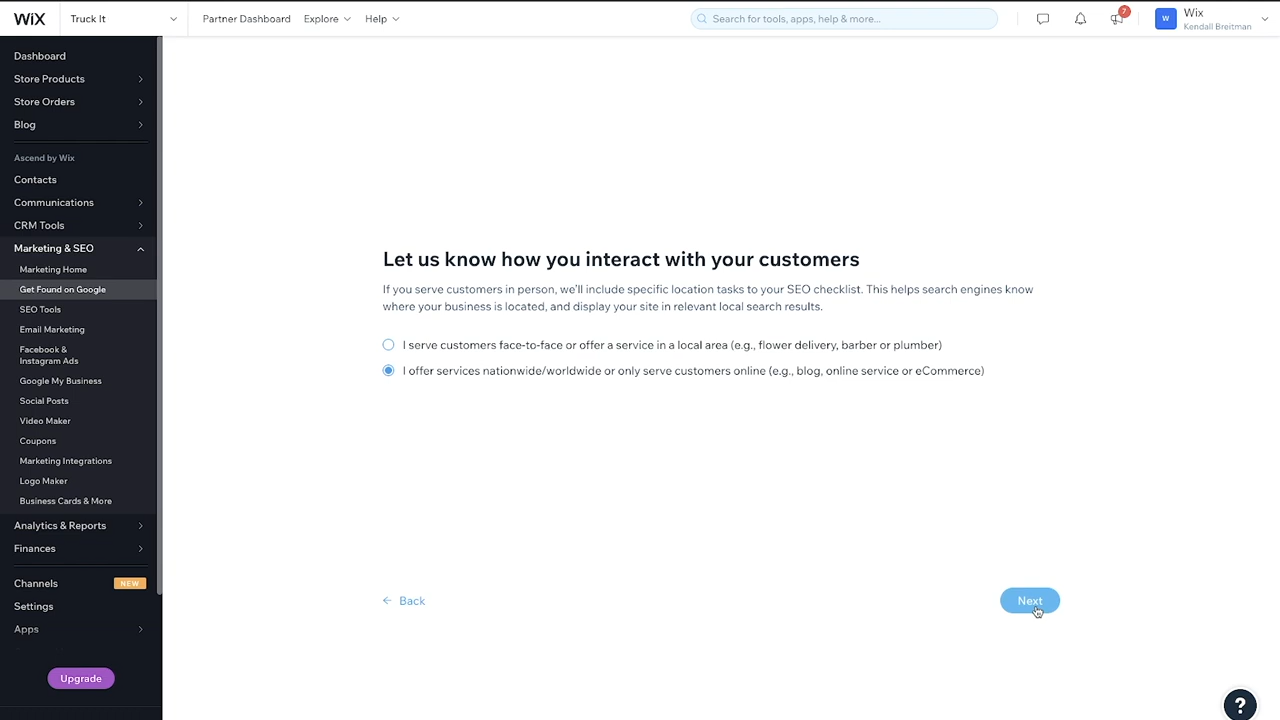 WiX
Truck It
Partner Dashboard
Explore
Help
Search for tools, apps, help & more...
7
W
Wix
Kendall Breitman
Dashboard
Store Products
Store Orders
Blog
Ascend by Wix
Contacts
Communications
CRM Tools
Marketing & SEO
Marketing Home
Get Found on Google
SEO Tools
Email Marketing
Facebook &
Instagram Ads
Google My Business
Social Posts
Video Maker
Coupons
Marketing Integrations
Logo Maker
Business Cards & More
Analytics & Reports
Finances
Channels
NEW
Settings
Apps
Upgrade
Let us know how you interact with your customers
If you serve customers in person, we'll include specific location tasks to your SEO checklist. This helps search engines know
where your business is located, and display your site in relevant local search results.
I serve customers face-to-face or offer a service in a local area (e.g., flower delivery, barber or plumber)
I offer services nationwide/worldwide or only serve customers online (e.g., blog, online service or eCommerce)
Back
Next
?